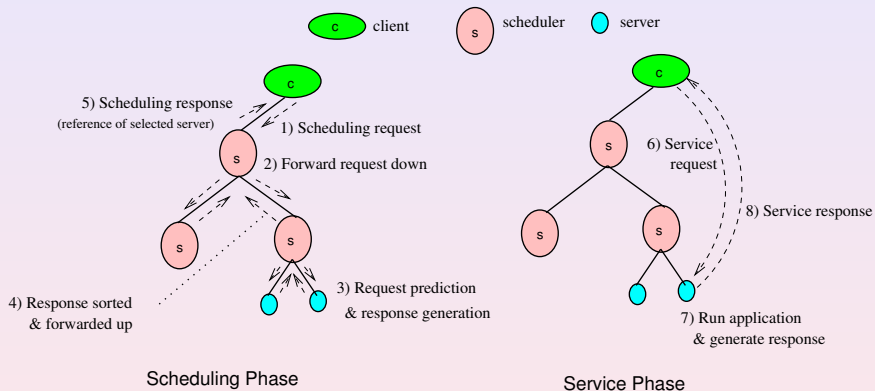 c client
s scheduler
server
c
5) Scheduling response
(reference of selected server)
1) Scheduling request
s
2) Forward request down
s
s
3) Request prediction
& response generation
4) Response sorted
& forwarded up
Scheduling Phase
c
s
6) Service
request
s
s
8) Service response
7) Run application
& generate response
Service Phase